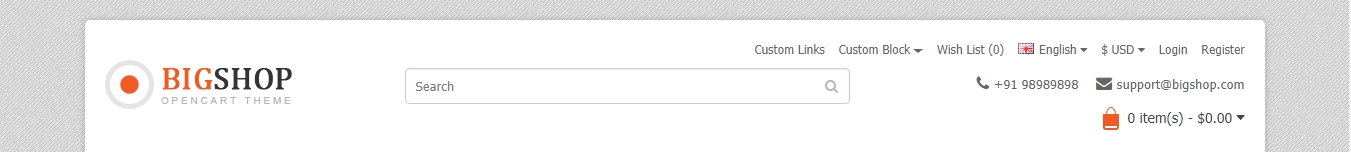 Custom Links Custom Block Wish List (0) English $ USD Login Register
BIGSHOP
OPENCART THEME
Search
+91 98989898 support@bigshop.com
0 item(s) - $0.00